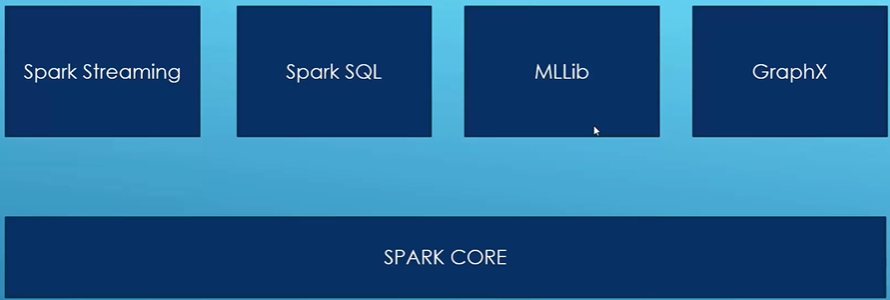 Spark Streaming
Spark SQL
MLLib
GraphX
SPARK CORE